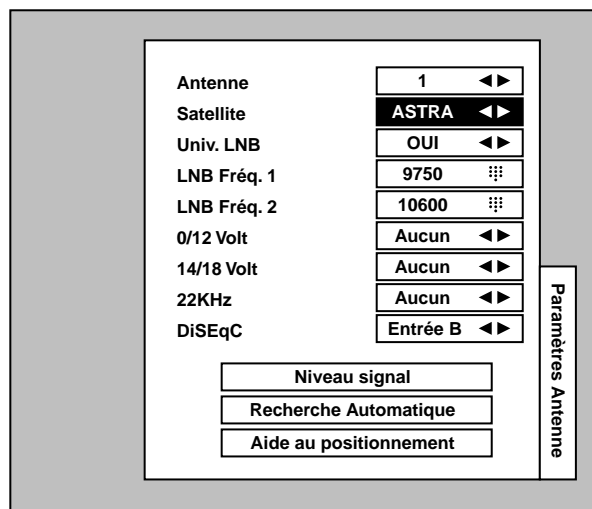 Antenne 1
Satellite ASTRA
Univ. LNB OUI
LNB Fréq. 1 9750
LNB Fréq. 2 10600
0/12 Volt Aucun
14/18 Volt Aucun
22KHz Aucun
DiSEqC Entrée B
Niveau signal
Recherche Automatique
Aide au positionnement
Paramètres Antenne